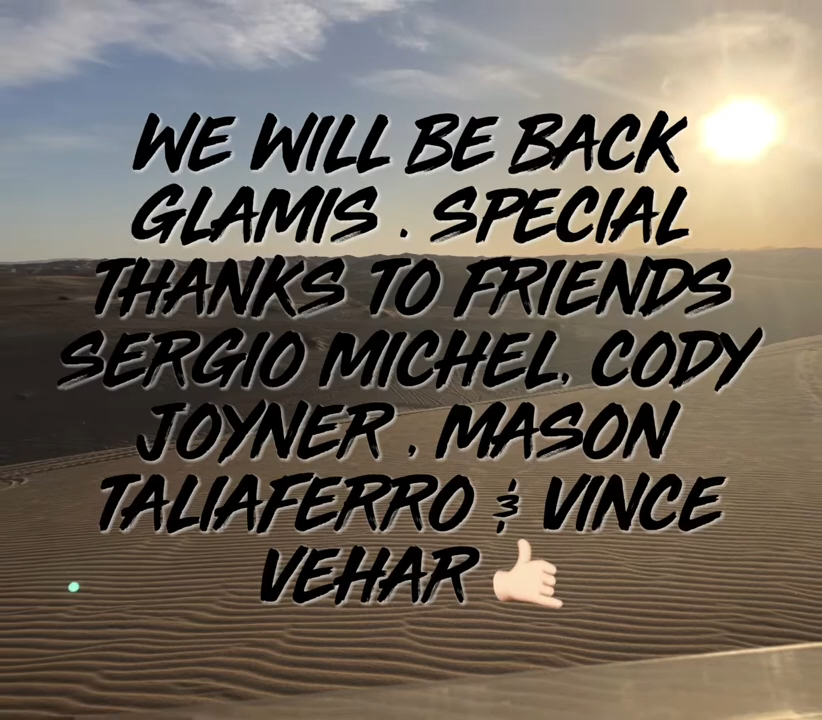 WE WILL BE BACK
GLAMIS . SPECIAL
THANKS TO FRIENDS
SERGIO MICHEL, CODY
JOYNER , MASON
TALIAFERRO & VINCE
VEHAR 🤙🏻